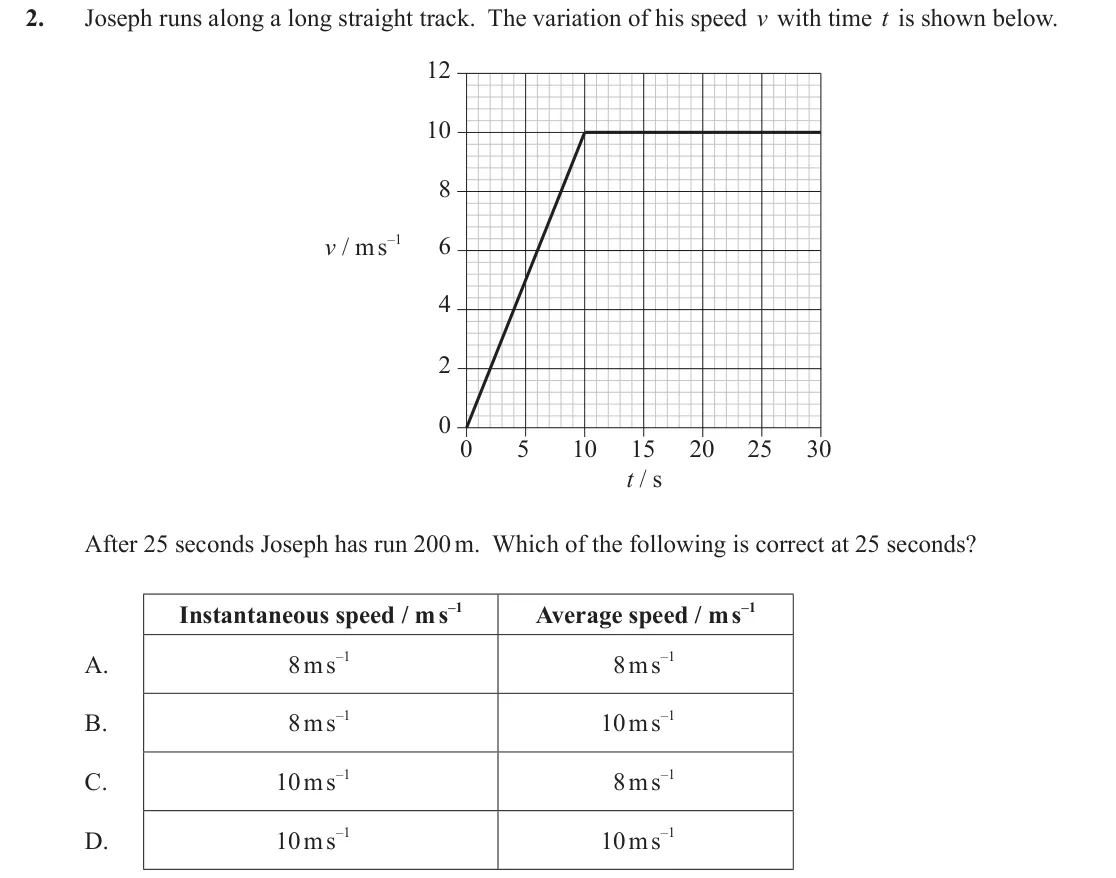 2. Joseph runs along a long straight track. The variation of his speed v with time t is shown below.
12
10
8
v / m s⁻¹ 6
4
2
0
0 5 10 15 20 25 30
t / s
After 25 seconds Joseph has run 200 m. Which of the following is correct at 25 seconds?
Instantaneous speed / m s⁻¹ Average speed / m s⁻¹
A. 8 m s⁻¹ 8 m s⁻¹
B. 8 m s⁻¹ 10 m s⁻¹
C. 10 m s⁻¹ 8 m s⁻¹
D. 10 m s⁻¹ 10 m s⁻¹